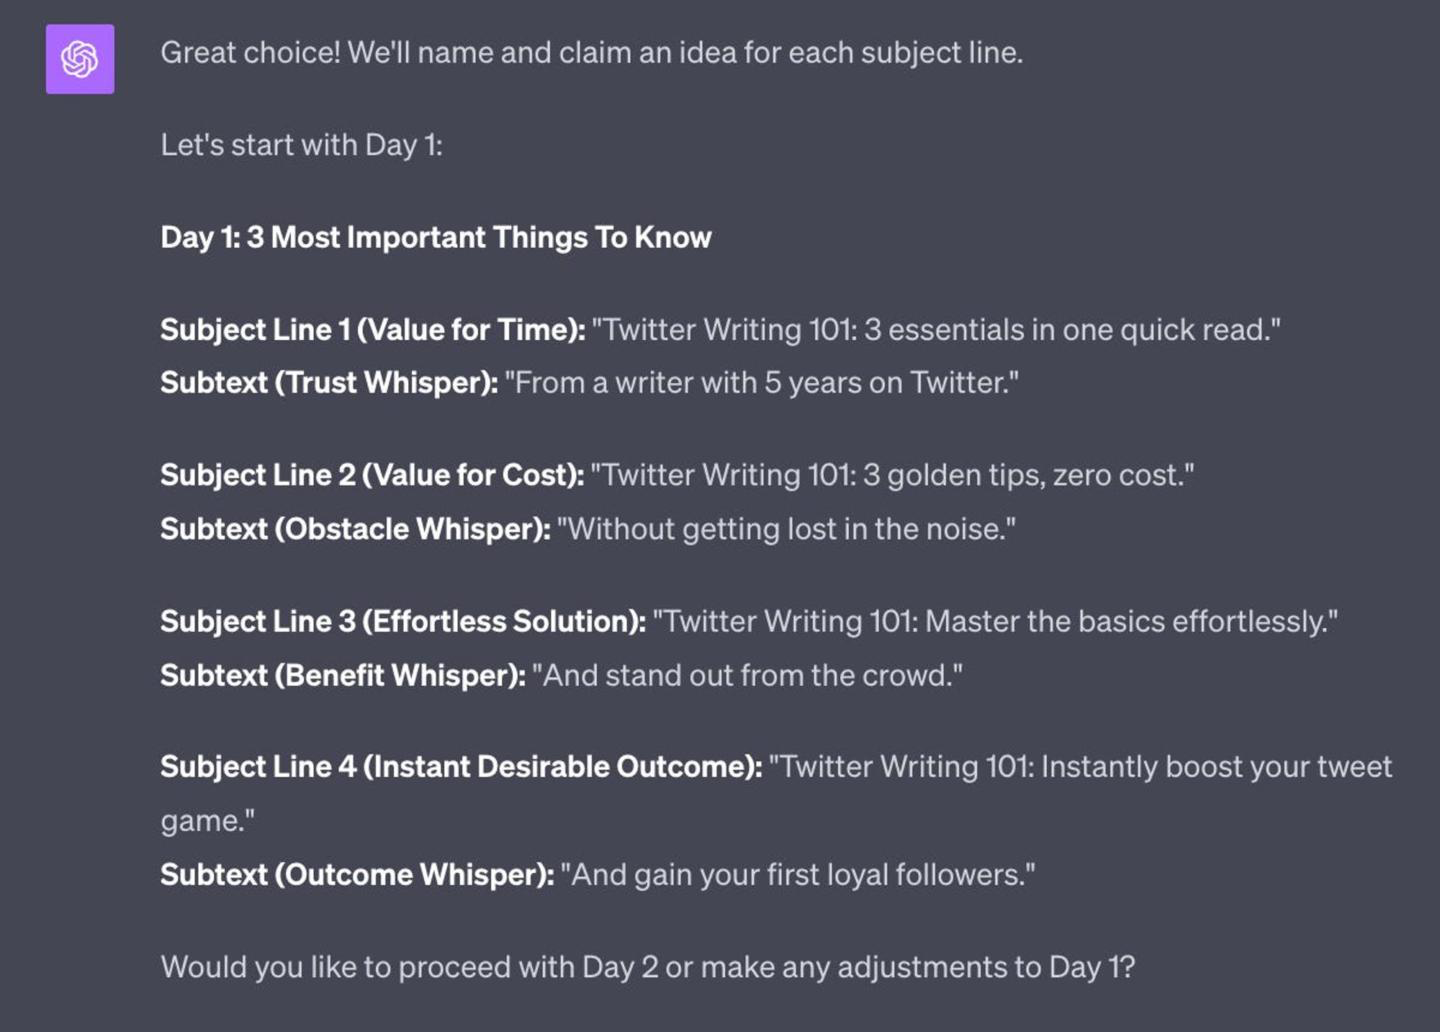 Great choice! We'll name and claim an idea for each subject line.
Let's start with Day 1:
Day 1: 3 Most Important Things To Know
Subject Line 1 (Value for Time): "Twitter Writing 101: 3 essentials in one quick read."
Subtext (Trust Whisper): "From a writer with 5 years on Twitter."
Subject Line 2 (Value for Cost): "Twitter Writing 101: 3 golden tips, zero cost."
Subtext (Obstacle Whisper): "Without getting lost in the noise."
Subject Line 3 (Effortless Solution): "Twitter Writing 101: Master the basics effortlessly."
Subtext (Benefit Whisper): "And stand out from the crowd."
Subject Line 4 (Instant Desirable Outcome): "Twitter Writing 101: Instantly boost your tweet
game."
Subtext (Outcome Whisper): "And gain your first loyal followers."
Would you like to proceed with Day 2 or make any adjustments to Day 1?